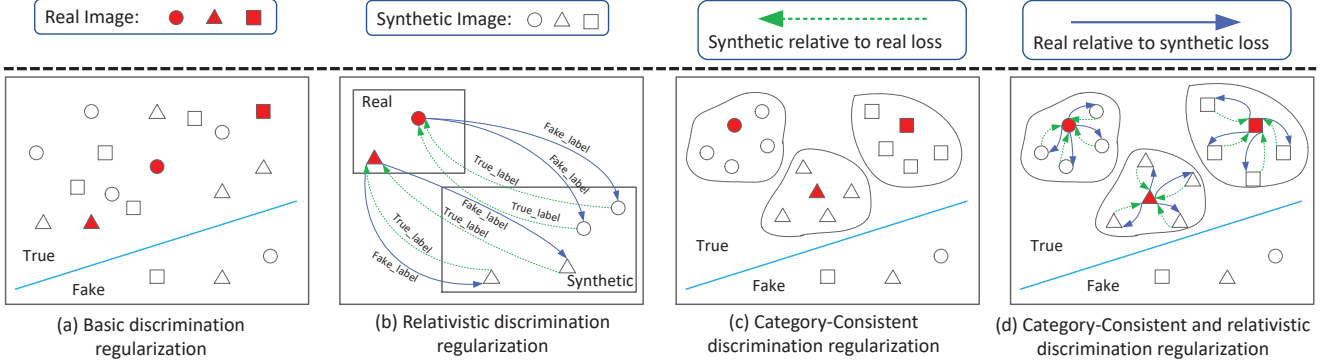 Real Image:
Synthetic Image:
Synthetic relative to real loss
Real relative to synthetic loss
True
Fake
(a) Basic discrimination
regularization
Real
Fake_label
Fake_label
True_label
True_label
Fake_label
True_label
True_label
Fake_label
Synthetic
(b) Relativistic discrimination
regularization
True
Fake
(c) Category-Consistent
discrimination regularization
True
Fake
(d) Category-Consistent and relativistic
discrimination regularization